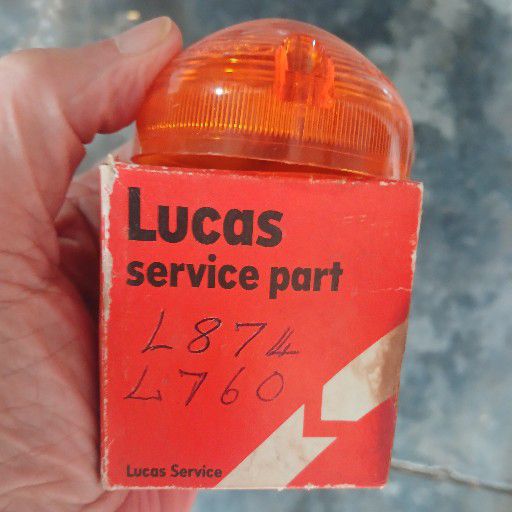 Lucas
service part
L874
L760
Lucas Service